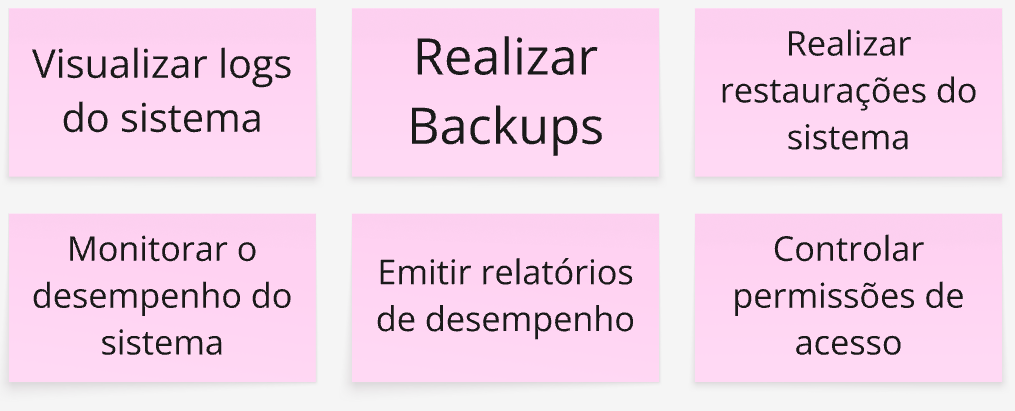 Visualizar logs
do sistema
Realizar
Backups
Realizar
restaurações do
sistema
Monitorar o
desempenho do
sistema
Emitir relatórios
de desempenho
Controlar
permissões de
acesso